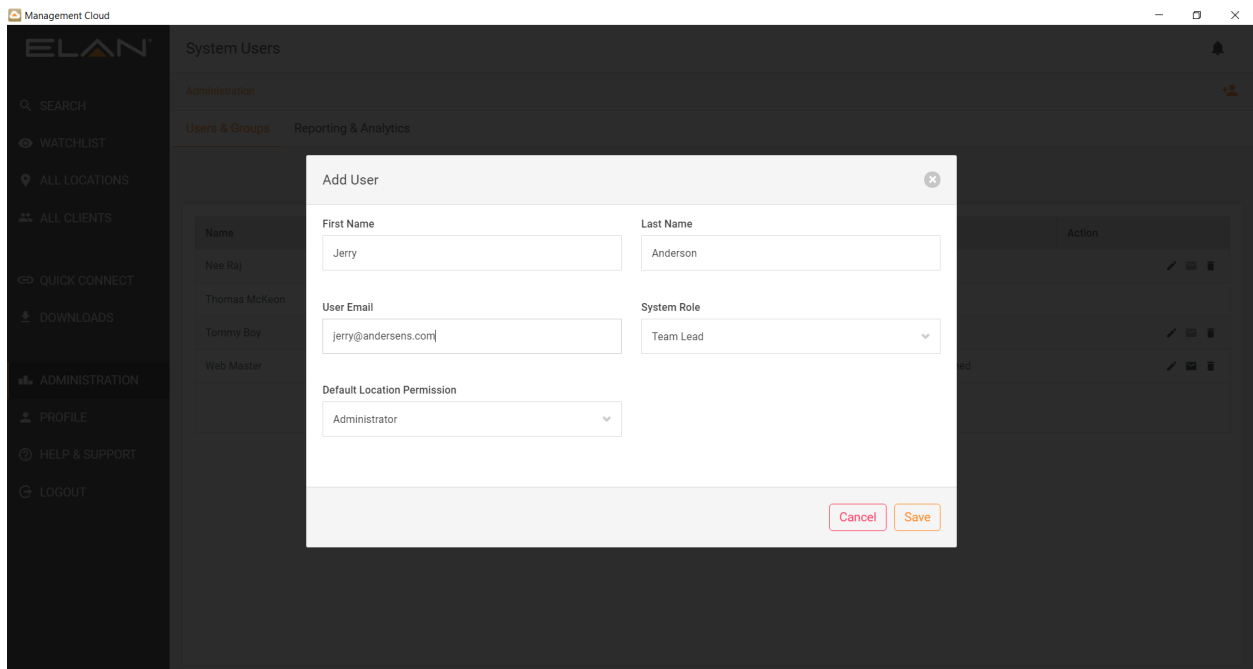 Management Cloud
ELAN
System Users
SEARCH
Administration
WATCHLIST
Users & Groups Reporting & Analytics
ALL LOCATIONS
ALL CLIENTS
QUICK CONNECT
DOWNLOADS
ADMINISTRATION
PROFILE
HELP & SUPPORT
LOGOUT
Name Action
Nee Raj
Thomas McKeon
Tommy Boy
Web Master
Add User
First Name Last Name
Jerry Anderson
User Email System Role
jerry@andersens.com Team Lead
Default Location Permission
Administrator
Cancel Save